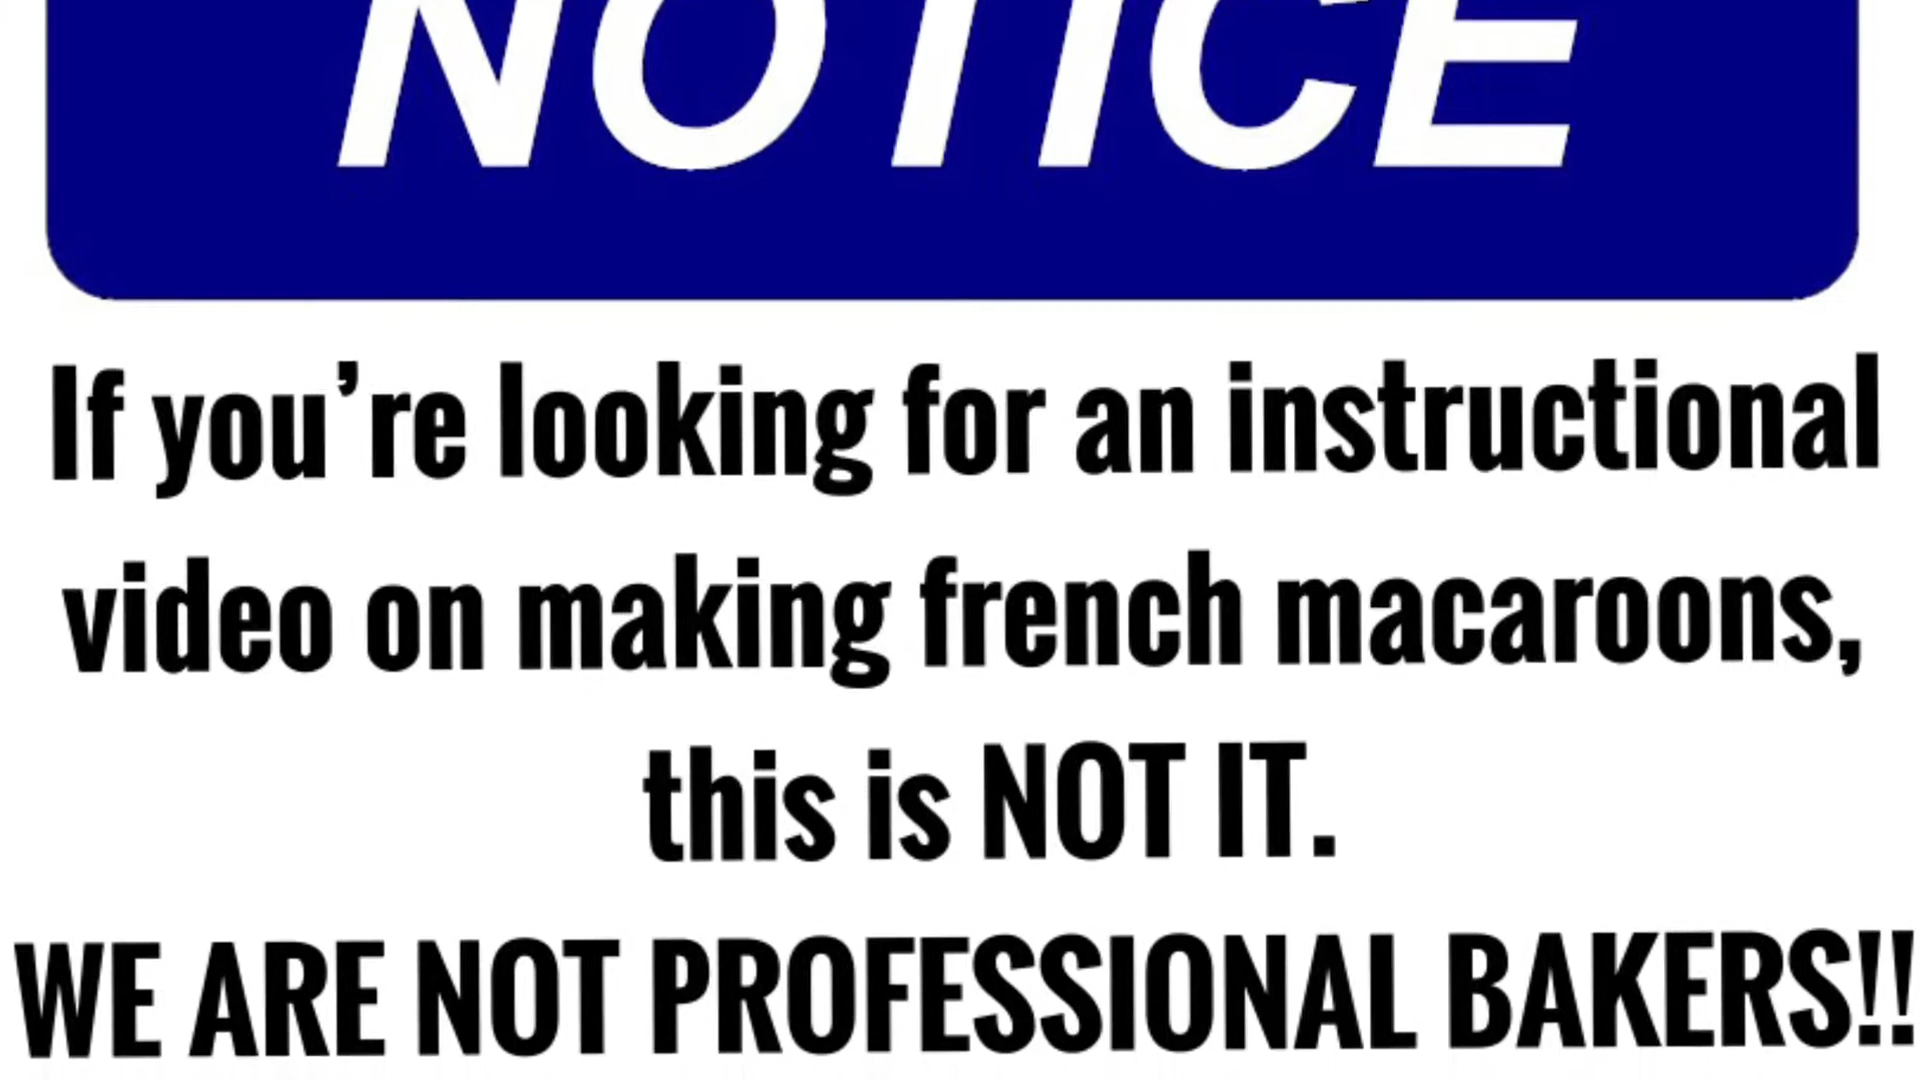 NOTICE
If you're looking for an instructional
video on making french macaroons,
this is NOT IT.
WE ARE NOT PROFESSIONAL BAKERS!!